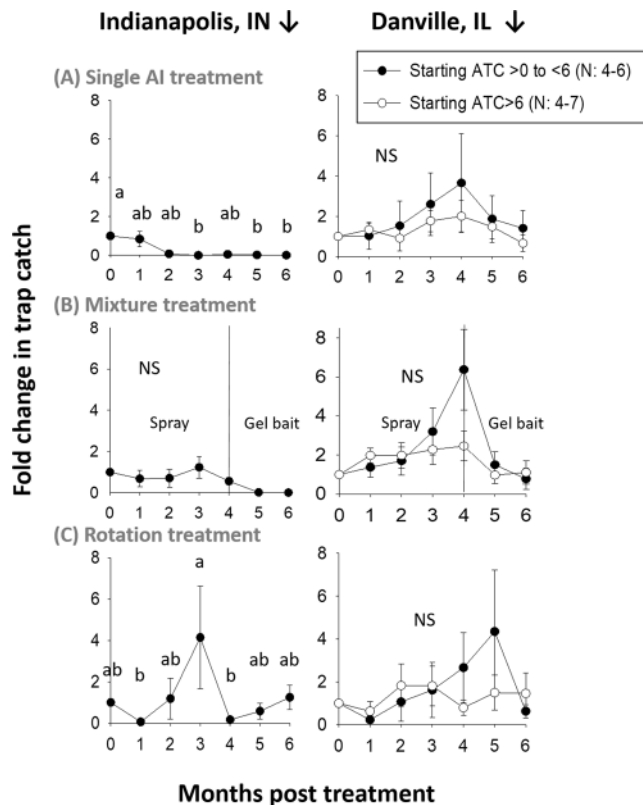 Indianapolis, IN ↓ Danville, IL ↓
Starting ATC >0 to <6 (N: 4-6)
Starting ATC>6 (N: 4-7)
(A) Single AI treatment
8
6
4
2
0
a ab ab b ab b b
0 1 2 3 4 5 6
8
6
4
2
0
NS
0 1 2 3 4 5 6
(B) Mixture treatment
8
6
4
2
0
NS
Spray Gel bait
0 1 2 3 4 5 6
8
6
4
2
0
NS
Spray Gel bait
0 1 2 3 4 5 6
(C) Rotation treatment
8
6
4
2
0
ab b ab a b ab ab
0 1 2 3 4 5 6
8
6
4
2
0
NS
0 1 2 3 4 5 6
Fold change in trap catch
Months post treatment